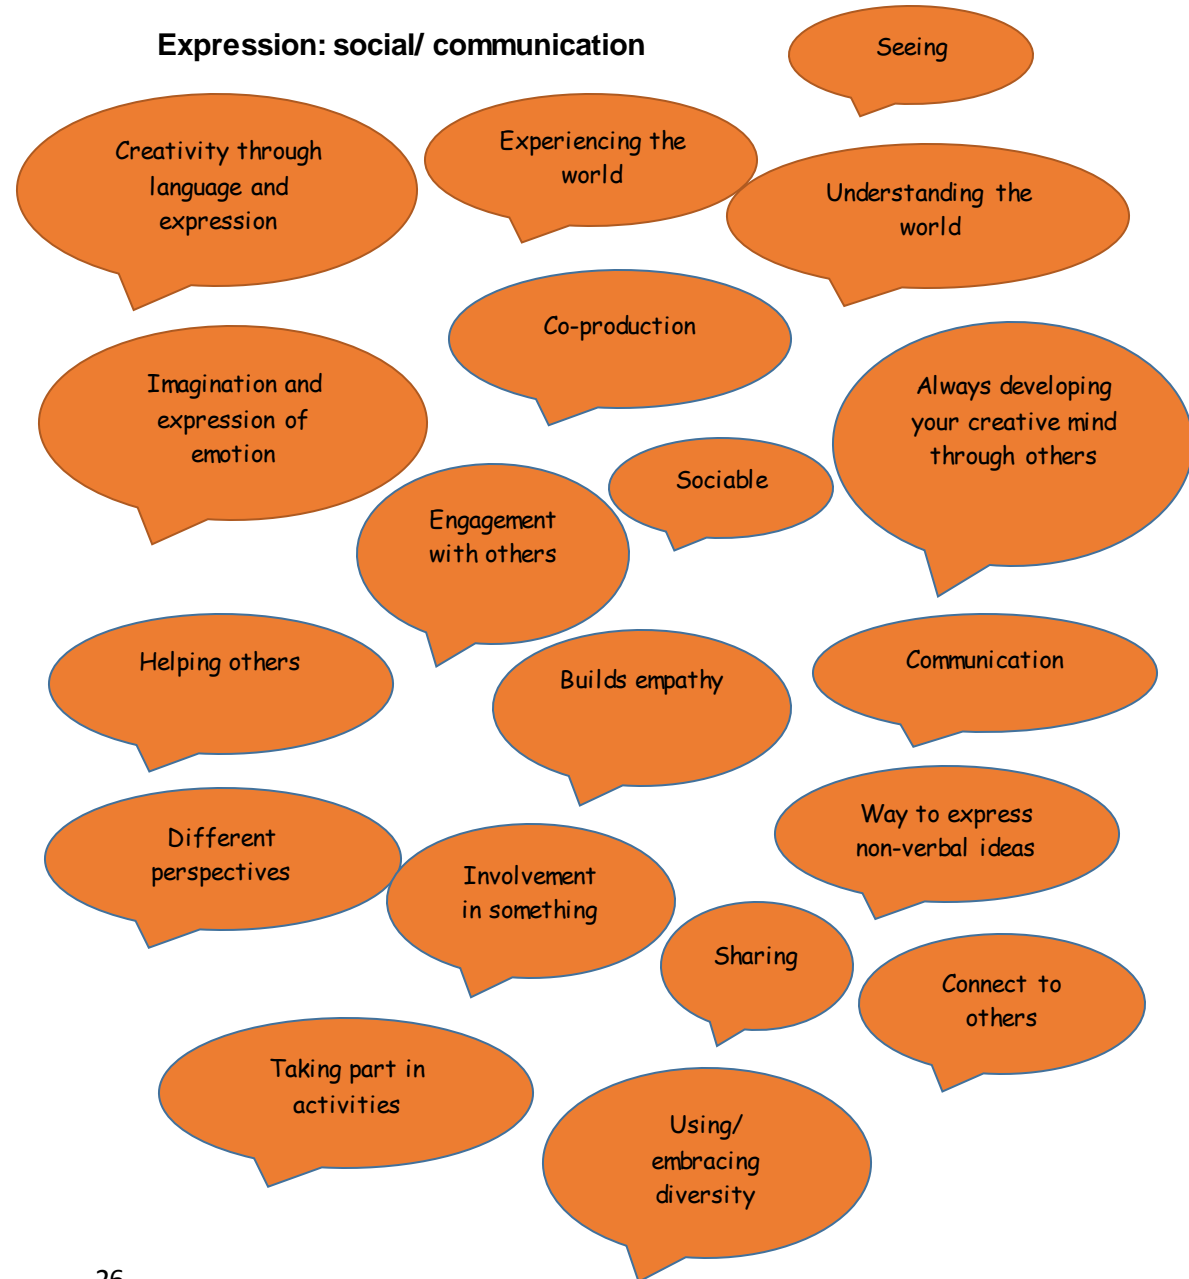 Expression: social/ communication
Seeing
Creativity through
language and
expression
Experiencing the
world
Understanding the
world
Co-production
Imagination and
expression of
emotion
Always developing
your creative mind
through others
Sociable
Engagement
with others
Helping others
Builds empathy
Communication
Different
perspectives
Involvement
in something
Way to express
non-verbal ideas
Sharing
Connect to
others
Taking part in
activities
Using/
embracing
diversity
26